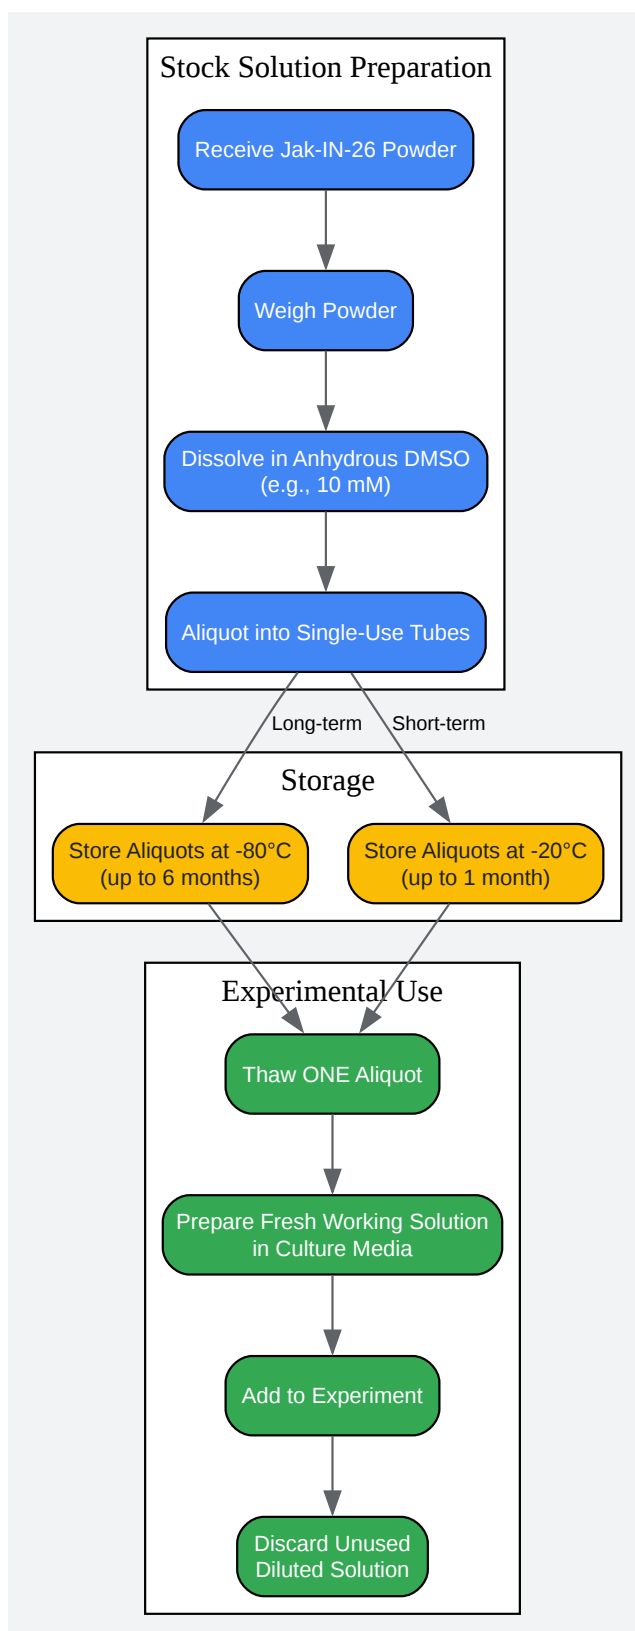 Stock Solution Preparation
Receive Jak-IN-26 Powder
Weigh Powder
Dissolve in Anhydrous DMSO
(e.g., 10 mM)
Aliquot into Single-Use Tubes
Long-term
Short-term
Storage
Store Aliquots at -80°C
(up to 6 months)
Store Aliquots at -20°C
(up to 1 month)
Experimental Use
Thaw ONE Aliquot
Prepare Fresh Working Solution
in Culture Media
Add to Experiment
Discard Unused
Diluted Solution